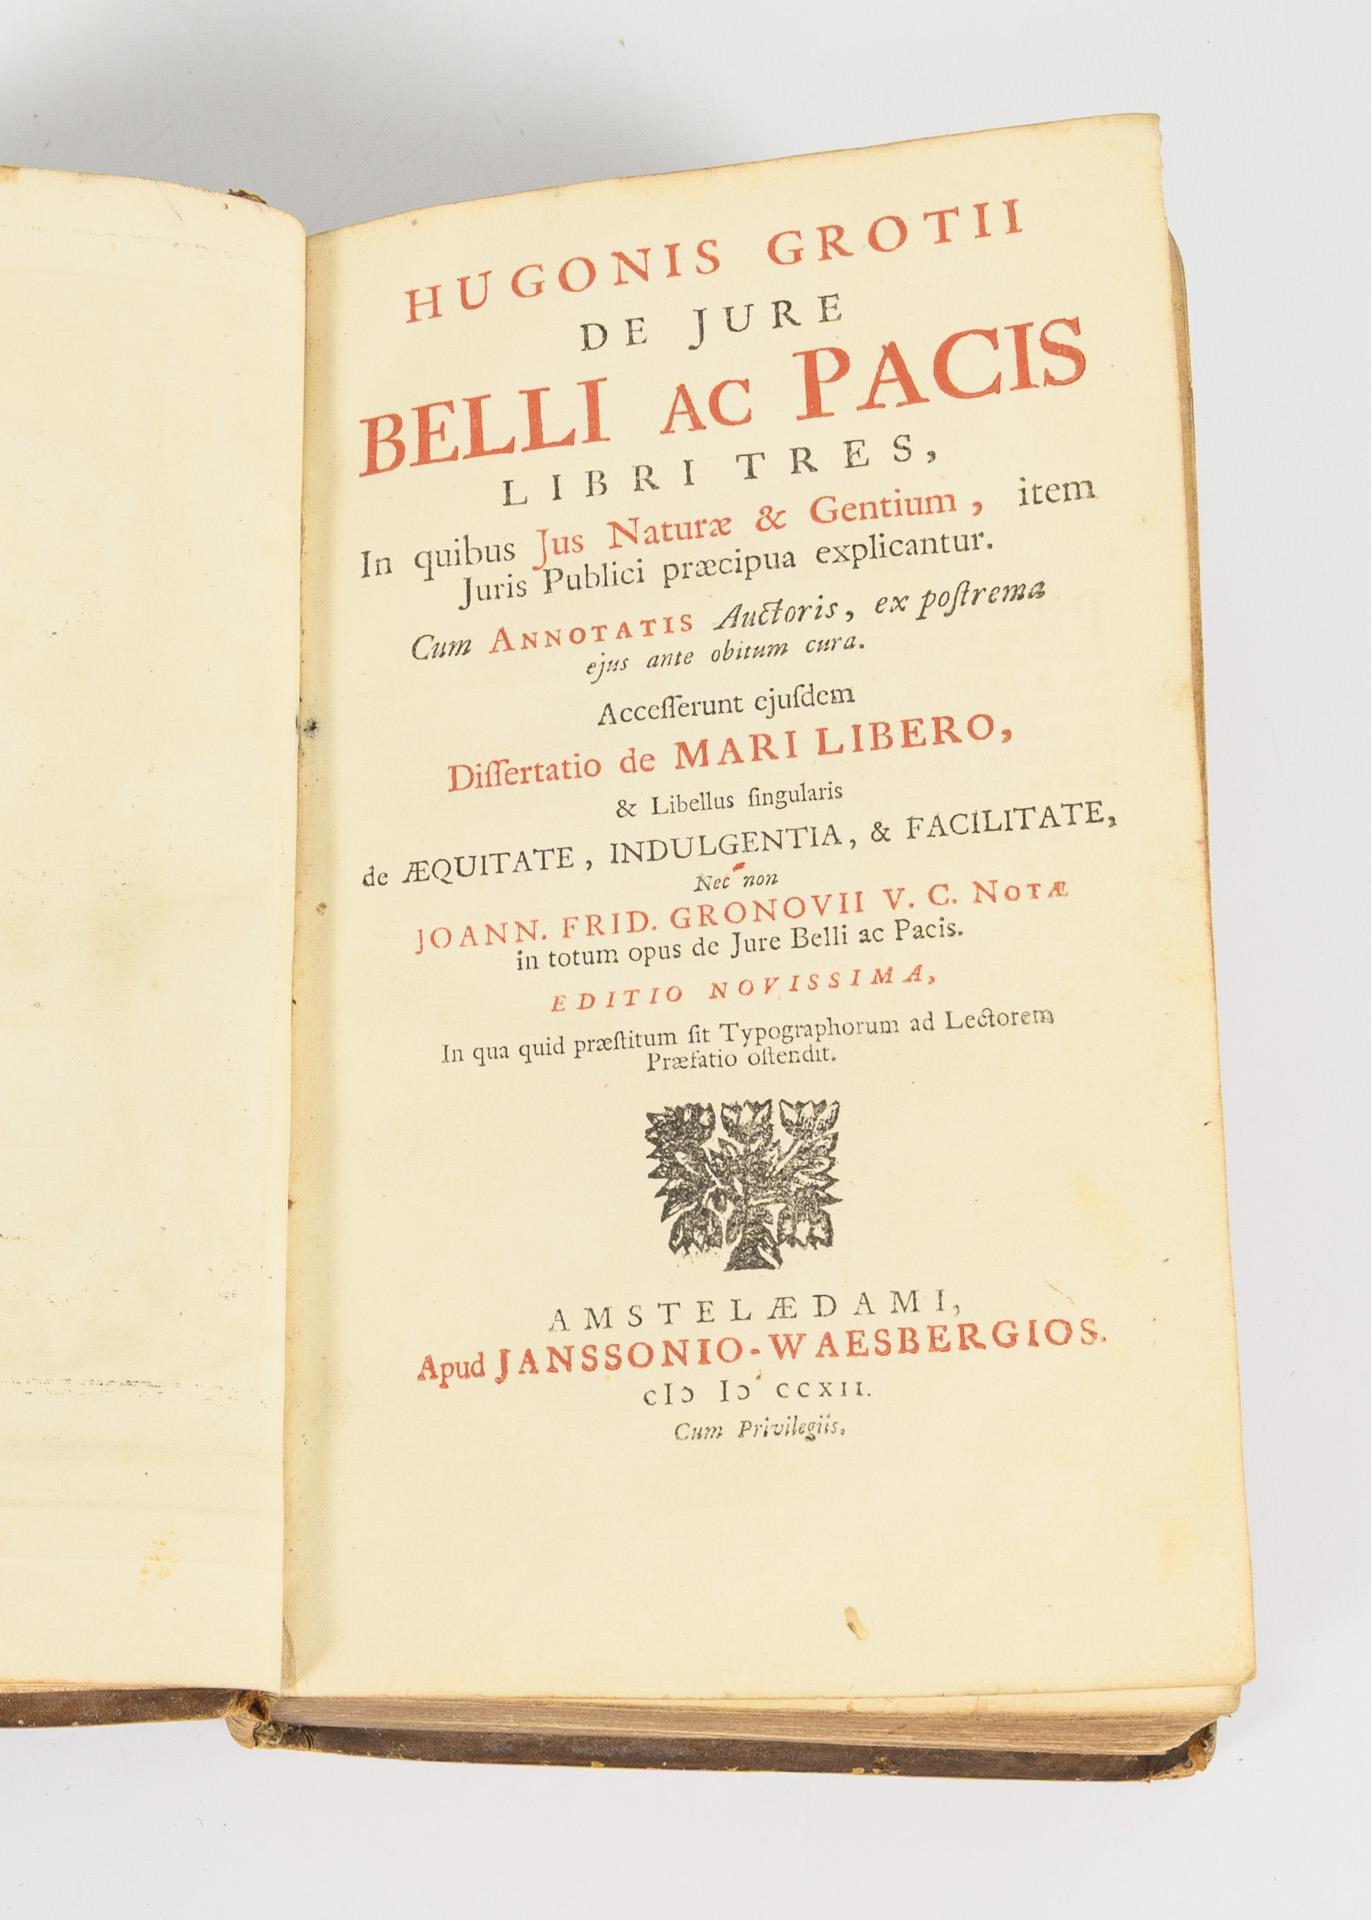 HUGONIS GROTII
DE JURE
BELLI AC PACIS
LIBRI TRES,
In quibus Jus Naturæ & Gentium, item
Juris Publici præcipua explicantur.
Cum ANNOTATIS Auctoris, ex poſtrema
ejus ante obitum cura.
Acceſſerunt ejuſdem
Diſſertatio de MARI LIBERO,
& Libellus ſingularis
de ÆQUITATE, INDULGENTIA, & FACILITATE,
Nec non
JOANN. FRID. GRONOVII V. C. NOTÆ
in totum opus de Jure Belli ac Pacis.
EDITIO NOVISSIMA,
In qua quid præſtitum ſit Typographorum ad Lectorem
Præfatio oſtendit.
AMSTELÆDAMI,
Apud JANSSONIO-WAESBERGIOS.
cIↄ Iↄ CCXII.
Cum Privilegiis.